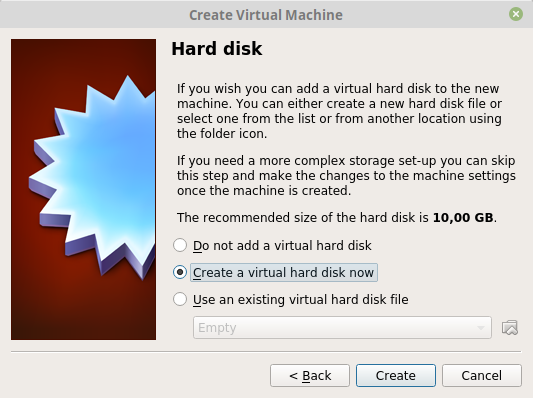 Create Virtual Machine
Hard disk
If you wish you can add a virtual hard disk to the new
machine. You can either create a new hard disk file or
select one from the list or from another location using
the folder icon.
If you need a more complex storage set-up you can skip
this step and make the changes to the machine settings
once the machine is created.
The recommended size of the hard disk is 10,00 GB.
Do not add a virtual hard disk
Create a virtual hard disk now
Use an existing virtual hard disk file
Empty
< Back
Create
Cancel